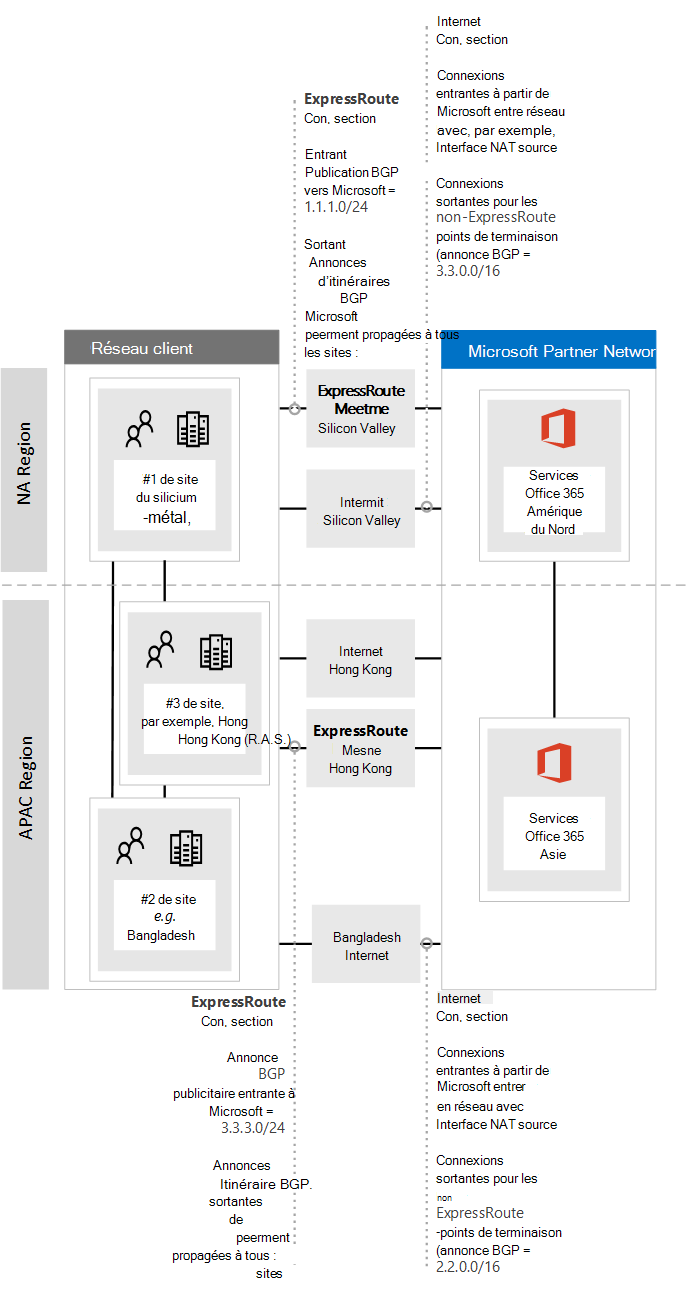 Internet
Con, section
Connexions
entrantes à partir de
Microsoft entre réseau
avec, par exemple,
Interface NAT source
Connexions
sortantes pour les
non-ExpressRoute
points de terminaison
(annonce BGP =
3.3.0.0/16
ExpressRoute
Con, section
Entrant
Publication BGP
vers Microsoft =
1.1.1.0/24
Sortant
Annonces
d'itinéraires
BGP
Microsoft
peerment propagées à tous
les sites :
Réseau client
Microsoft Partner Networ
NA Region
#1 de site
du silicium
-métal,
ExpressRoute
Meetme
Silicon Valley
Intermit
Silicon Valley
Services
Office 365
Amérique
du Nord
APAC Region
#3 de site,
par exemple, Hong
Hong Kong (R.A.S.)
Internet
Hong Kong
ExpressRoute
Mesne
Hong Kong
Services
Office 365
Asie
#2 de site
e.g.
Bangladesh
Bangladesh
Internet
ExpressRoute
Con, section
Annonce
BGP
publicitaire entrante à
Microsoft =
3.3.3.0/24
Annonces
Itinéraire BGP.
sortantes
de
peerment
propagées à tous :
sites
Internet
Con, section
Connexions
entrantes à partir de
Microsoft entrer
en réseau avec
Interface NAT source
Connexions
sortantes pour les
non
ExpressRoute
-points de terminaison
(annonce BGP =
2.2.0.0/16